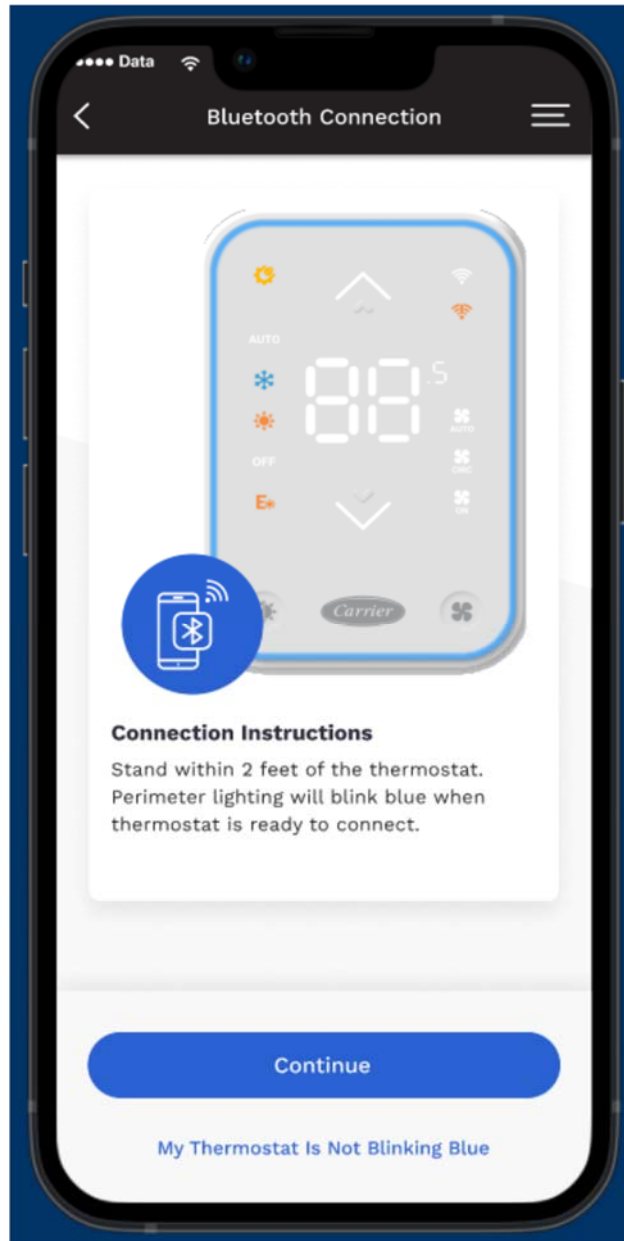 Data
Bluetooth Connection
AUTO
88.5
AUTO
OFF
CIRC
E
ON
Carrier
Connection Instructions
Stand within 2 feet of the thermostat.
Perimeter lighting will blink blue when
thermostat is ready to connect.
Continue
My Thermostat Is Not Blinking Blue